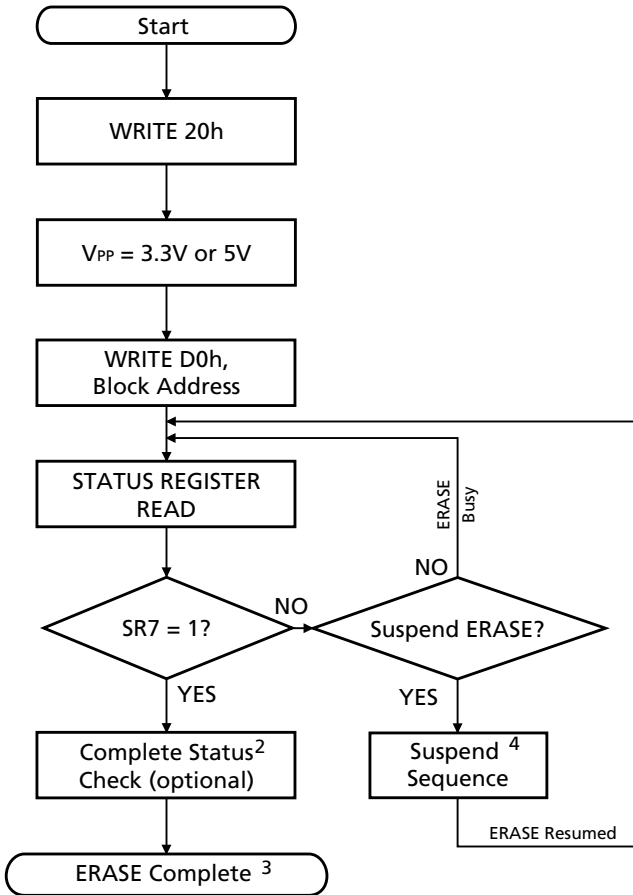 Start
WRITE 20h
VPP = 3.3V or 5V
WRITE D0h,
Block Address
STATUS REGISTER
READ
ERASE
Busy
NO
SR7 = 1?
NO
Suspend ERASE?
YES
YES
Complete Status2
Check (optional)
Suspend 4
Sequence
ERASE Resumed
ERASE Complete 3